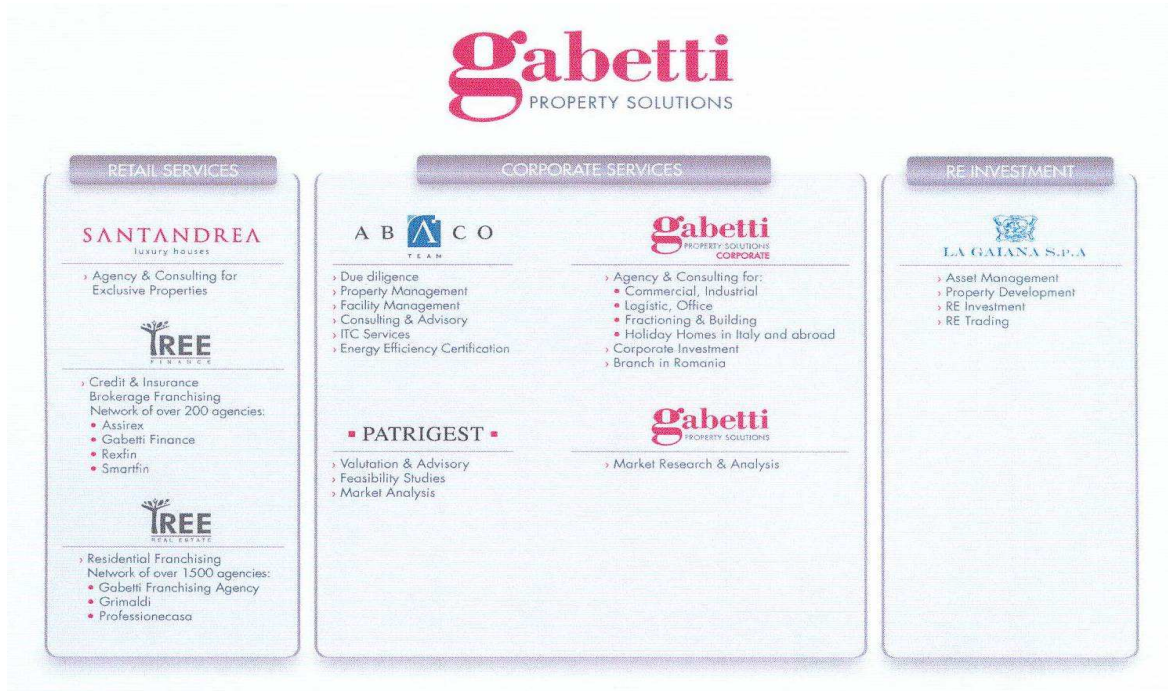 gabetti
PROPERTY SOLUTIONS
RETAIL SERVICES
SANTANDREA
luxury houses
› Agency & Consulting for
Exclusive Properties
TREE
FINANCE
› Credit & Insurance
Brokerage Franchising
Network of over 200 agencies:
• Assirex
• Gabetti Finance
• Rexfin
• Smartfin
TREE
REAL ESTATE
› Residential Franchising
Network of over 1500 agencies:
• Gabetti Franchising Agency
• Grimaldi
• Professionecasa
CORPORATE SERVICES
ABACO
TEAM
› Due diligence
› Property Management
› Facility Management
› Consulting & Advisory
› ITC Services
› Energy Efficiency Certification
gabetti
PROPERTY SOLUTIONS
CORPORATE
› Agency & Consulting for:
• Commercial, Industrial
• Logistic, Office
• Fractioning & Building
• Holiday Homes in Italy and abroad
› Corporate Investment
› Branch in Romania
▪ PATRIGEST ▪
› Valutation & Advisory
› Feasibility Studies
› Market Analysis
gabetti
PROPERTY SOLUTIONS
› Market Research & Analysis
RE INVESTMENT
LA GAIANA S.P.A
› Asset Management
› Property Development
› RE Investment
› RE Trading